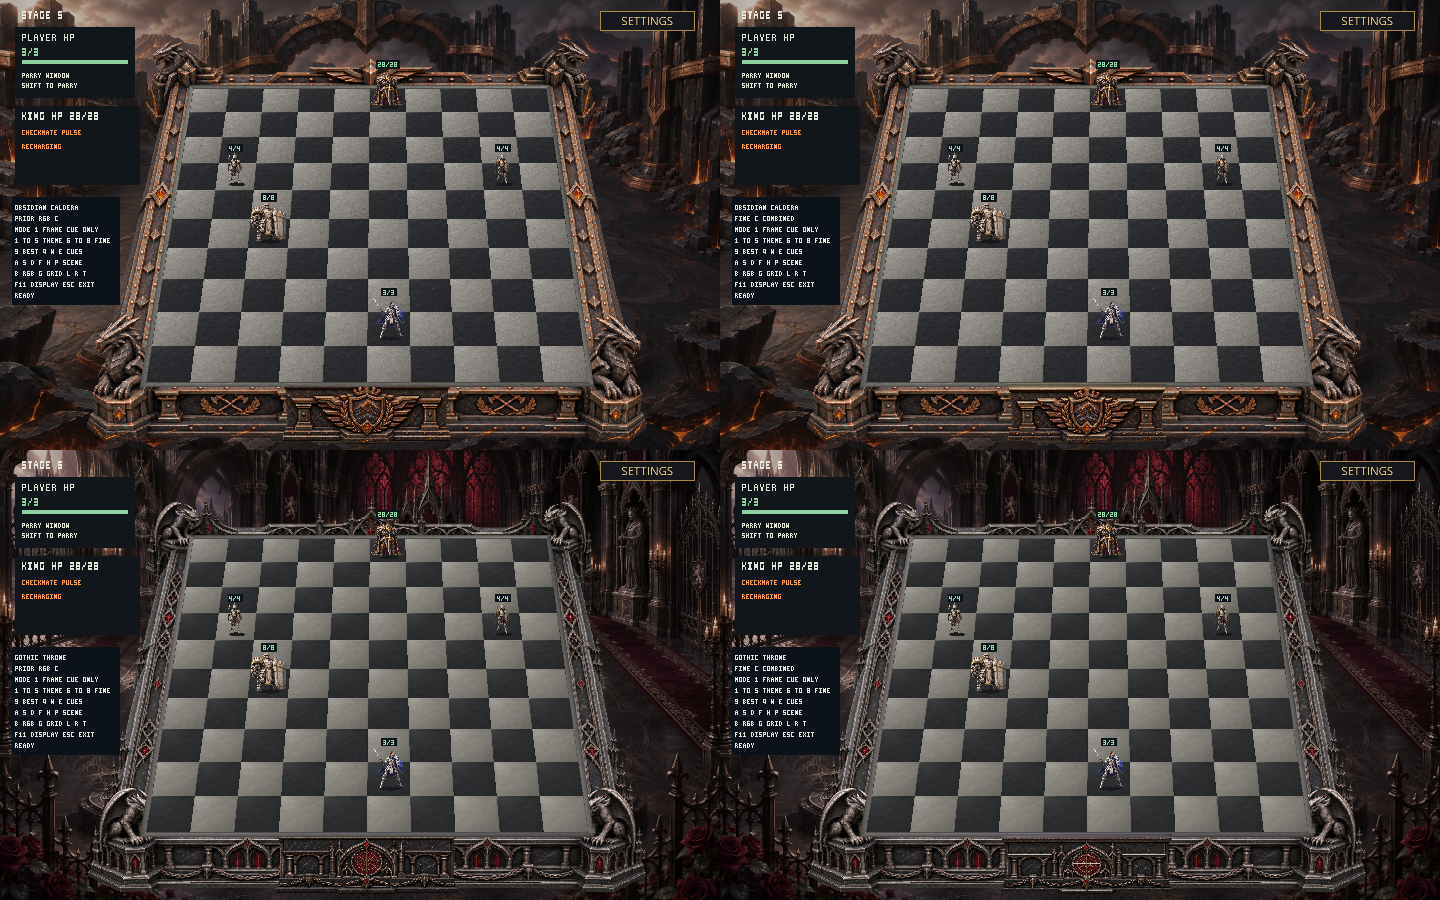 STAGE 5
SETTINGS
PLAYER HP
3/3
PARRY WINDOW
SHIFT TO PARRY
KING HP 28/28
CHECKMATE PULSE
RECHARGING
OBSIDIAN CALDERA
PRIOR RGB C
MODE 1 FRAME CUE ONLY
1 TO 5 THEME 6 TO 8 FINE
9 BEST Q W E CUES
A S D F H P SCENE
B RGB G GRID L R T
F11 DISPLAY ESC EXIT
READY
28/28
4/4
4/4
8/8
3/3
STAGE 5
SETTINGS
PLAYER HP
3/3
PARRY WINDOW
SHIFT TO PARRY
KING HP 28/28
CHECKMATE PULSE
RECHARGING
OBSIDIAN CALDERA
FINE C COMBINED
MODE 1 FRAME CUE ONLY
1 TO 5 THEME 6 TO 8 FINE
9 BEST Q W E CUES
A S D F H P SCENE
B RGB G GRID L R T
F11 DISPLAY ESC EXIT
READY
28/28
4/4
4/4
8/8
3/3
STAGE 5
SETTINGS
PLAYER HP
3/3
PARRY WINDOW
SHIFT TO PARRY
KING HP 28/28
CHECKMATE PULSE
RECHARGING
GOTHIC THRONE
PRIOR RGB C
MODE 1 FRAME CUE ONLY
1 TO 5 THEME 6 TO 8 FINE
9 BEST Q W E CUES
A S D F H P SCENE
B RGB G GRID L R T
F11 DISPLAY ESC EXIT
READY
28/28
4/4
4/4
8/8
3/3
STAGE 5
SETTINGS
PLAYER HP
3/3
PARRY WINDOW
SHIFT TO PARRY
KING HP 28/28
CHECKMATE PULSE
RECHARGING
GOTHIC THRONE
FINE C COMBINED
MODE 1 FRAME CUE ONLY
1 TO 5 THEME 6 TO 8 FINE
9 BEST Q W E CUES
A S D F H P SCENE
B RGB G GRID L R T
F11 DISPLAY ESC EXIT
READY
28/28
4/4
4/4
8/8
3/3